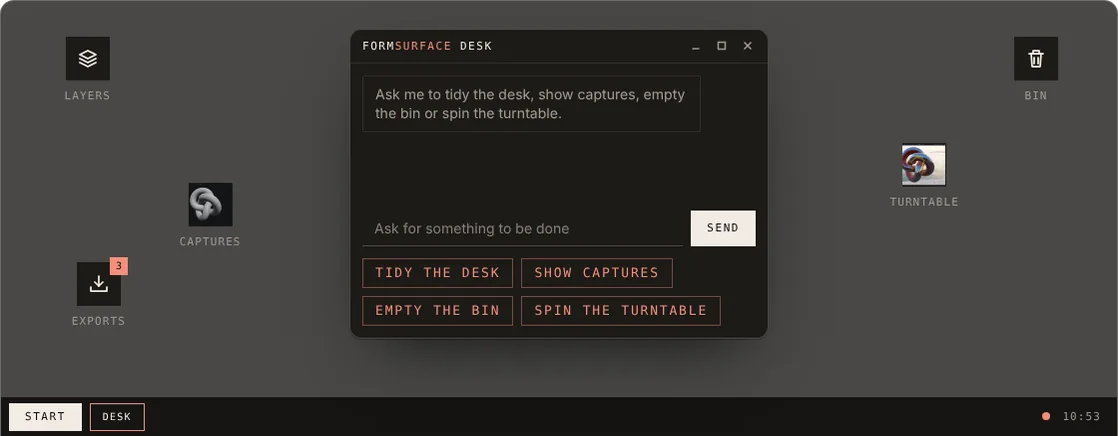 LAYERS
CAPTURES
3
EXPORTS
FORMSURFACE DESK
Ask me to tidy the desk, show captures, empty
the bin or spin the turntable.
Ask for something to be done
SEND
TIDY THE DESK
SHOW CAPTURES
EMPTY THE BIN
SPIN THE TURNTABLE
BIN
TURNTABLE
START
DESK
10:53